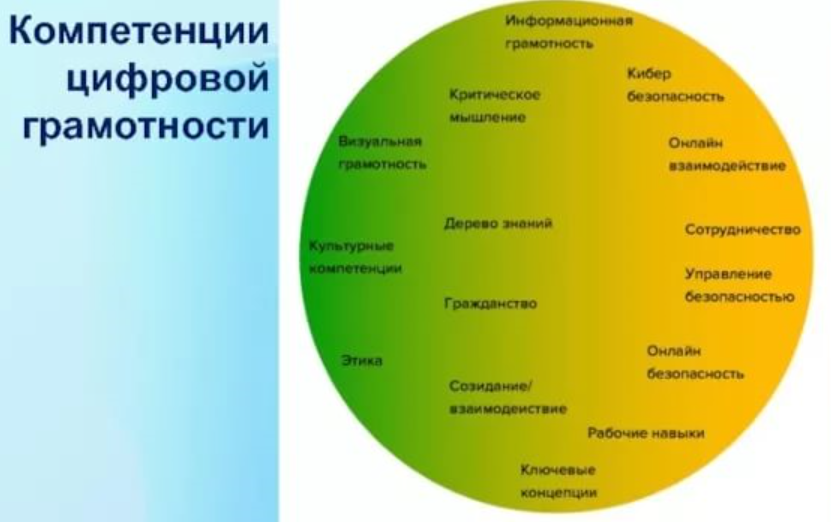 Компетенции
цифровой
грамотности
Информационная
грамотность
Кибер
безопасность
Критическое
мышление
Визуальная
грамотность
Онлайн
взаимодействие
Дерево знаний
Сотрудничество
Культурные
компетенции
Управление
безопасностью
Гражданство
Этика
Онлайн
безопасность
Созидание/
взаимодеиствие
Рабочие навыки
Ключевые
концепции